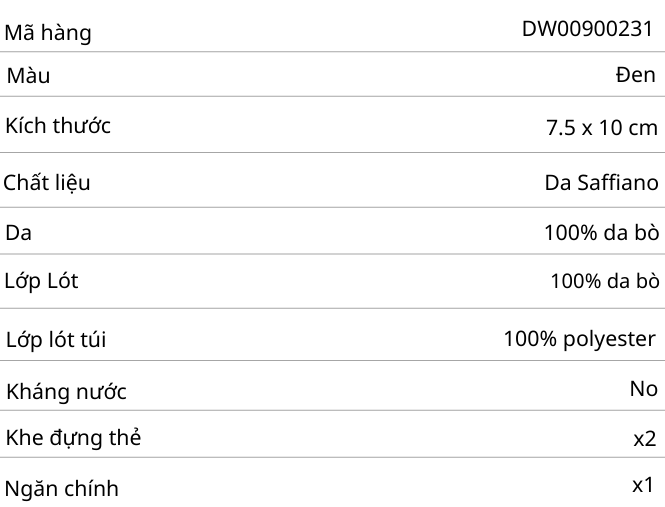 Mã hàng DW00900231
Màu Đen
Kích thước 7.5 x 10 cm
Chất liệu Da Saffiano
Da 100% da bò
Lớp Lót 100% da bò
Lớp lót túi 100% polyester
Kháng nước No
Khe đựng thẻ x2
Ngăn chính x1